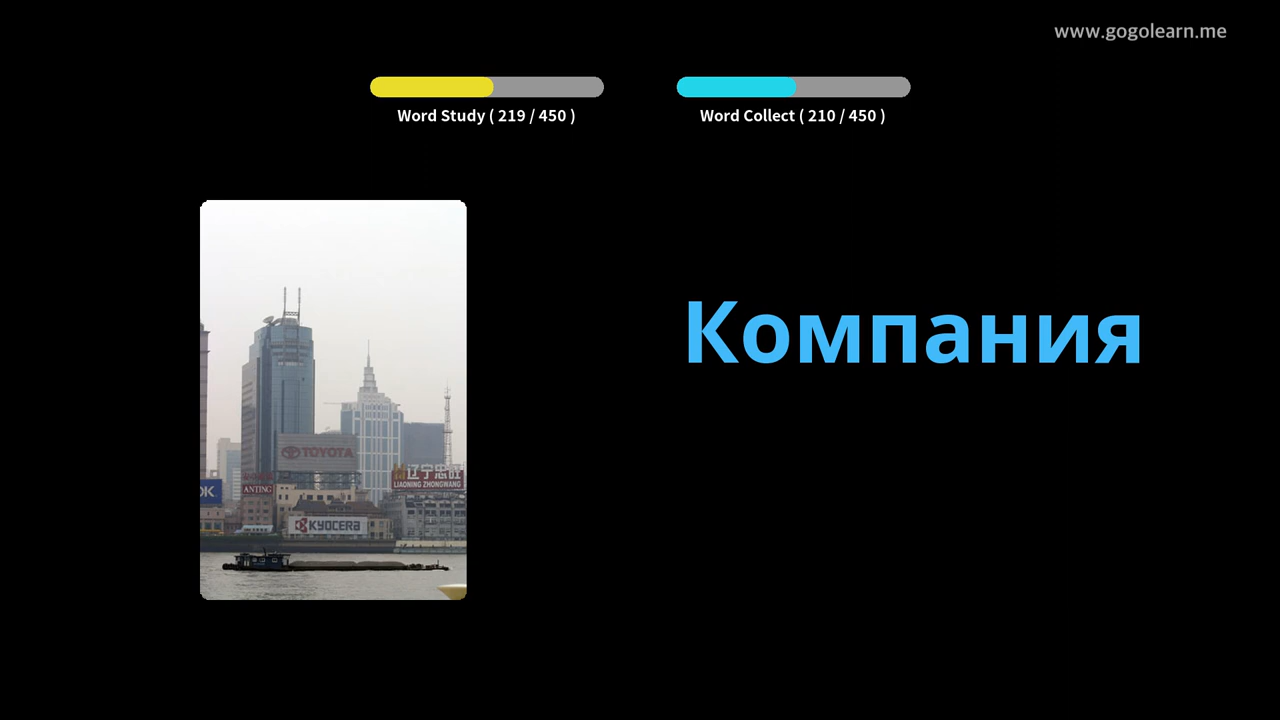 www.gogolearn.me
Word Study ( 219 / 450 )
Word Collect ( 210 / 450 )
Компания
TOYOTA
辽宁忠旺
LIAONING ZHONGWANG
OK
ANTING
KYOCERA